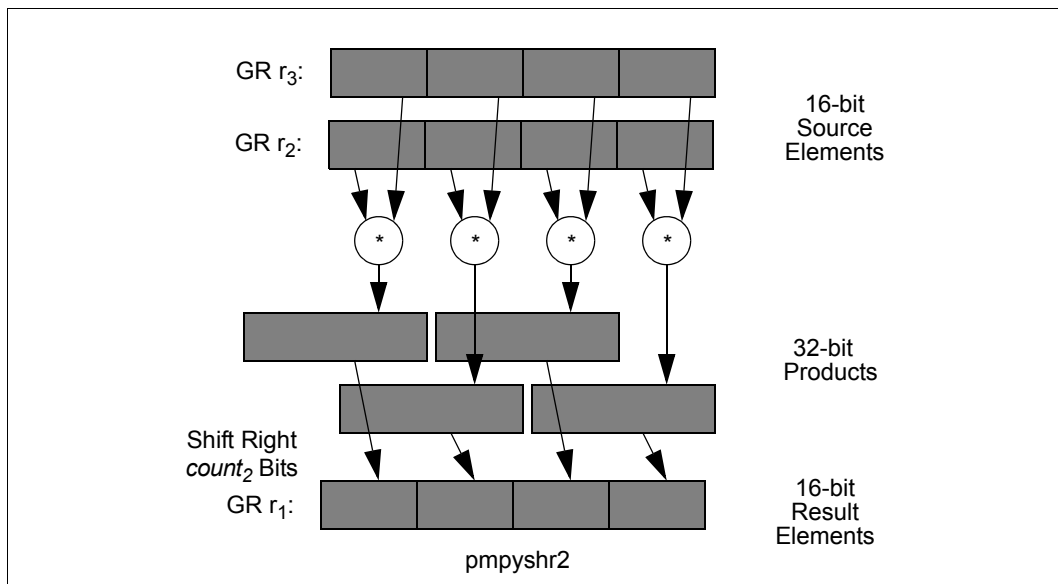 GR r3:
16-bit
Source
Elements
GR r2:
* * * *
32-bit
Products
Shift Right
count2 Bits
GR r1:
16-bit
Result
Elements
pmpyshr2